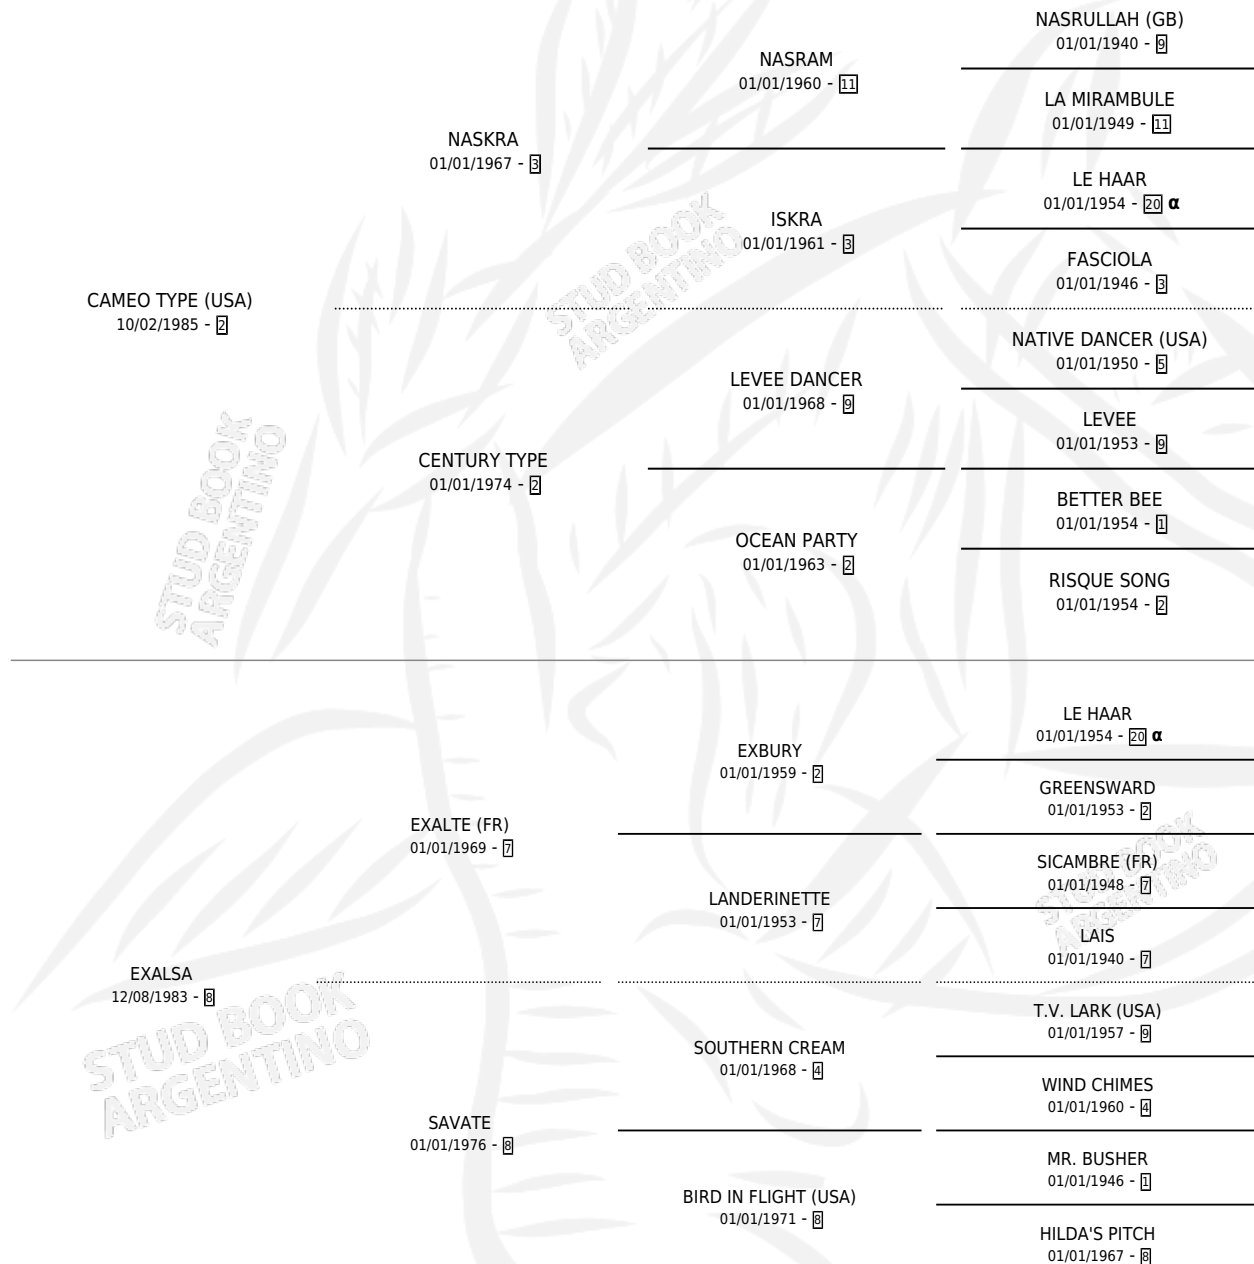 NASRULLAH (GB)
01/01/1940 - 9
NASRAM
01/01/1960 - 11
LA MIRAMBULE
01/01/1949 - 11
NASKRA
01/01/1967 - 3
LE HAAR
01/01/1954 - 20 α
ISKRA
01/01/1961 - 3
FASCIOLA
01/01/1946 - 3
CAMEO TYPE (USA)
10/02/1985 - 2
NATIVE DANCER (USA)
01/01/1950 - 5
LEVEE DANCER
01/01/1968 - 9
LEVEE
01/01/1953 - 9
CENTURY TYPE
01/01/1974 - 2
BETTER BEE
01/01/1954 - 1
OCEAN PARTY
01/01/1963 - 2
RISQUE SONG
01/01/1954 - 2
LE HAAR
01/01/1954 - 20 α
EXBURY
01/01/1959 - 2
GREENSWARD
01/01/1953 - 2
EXALTE (FR)
01/01/1969 - 7
SICAMBRE (FR)
01/01/1948 - 7
LANDERINETTE
01/01/1953 - 7
LAIS
01/01/1940 - 7
EXALSA
12/08/1983 - 8
T.V. LARK (USA)
01/01/1957 - 9
SOUTHERN CREAM
01/01/1968 - 4
WIND CHIMES
01/01/1960 - 4
SAVATE
01/01/1976 - 8
MR. BUSHER
01/01/1946 - 1
BIRD IN FLIGHT (USA)
01/01/1971 - 8
HILDA'S PITCH
01/01/1967 - 8
STUD BOOK
ARGENTINO
STUD BOOK
ARGENTINO
STUD BOOK
ARGENTINO
STUD BOOK
ARGENTINO